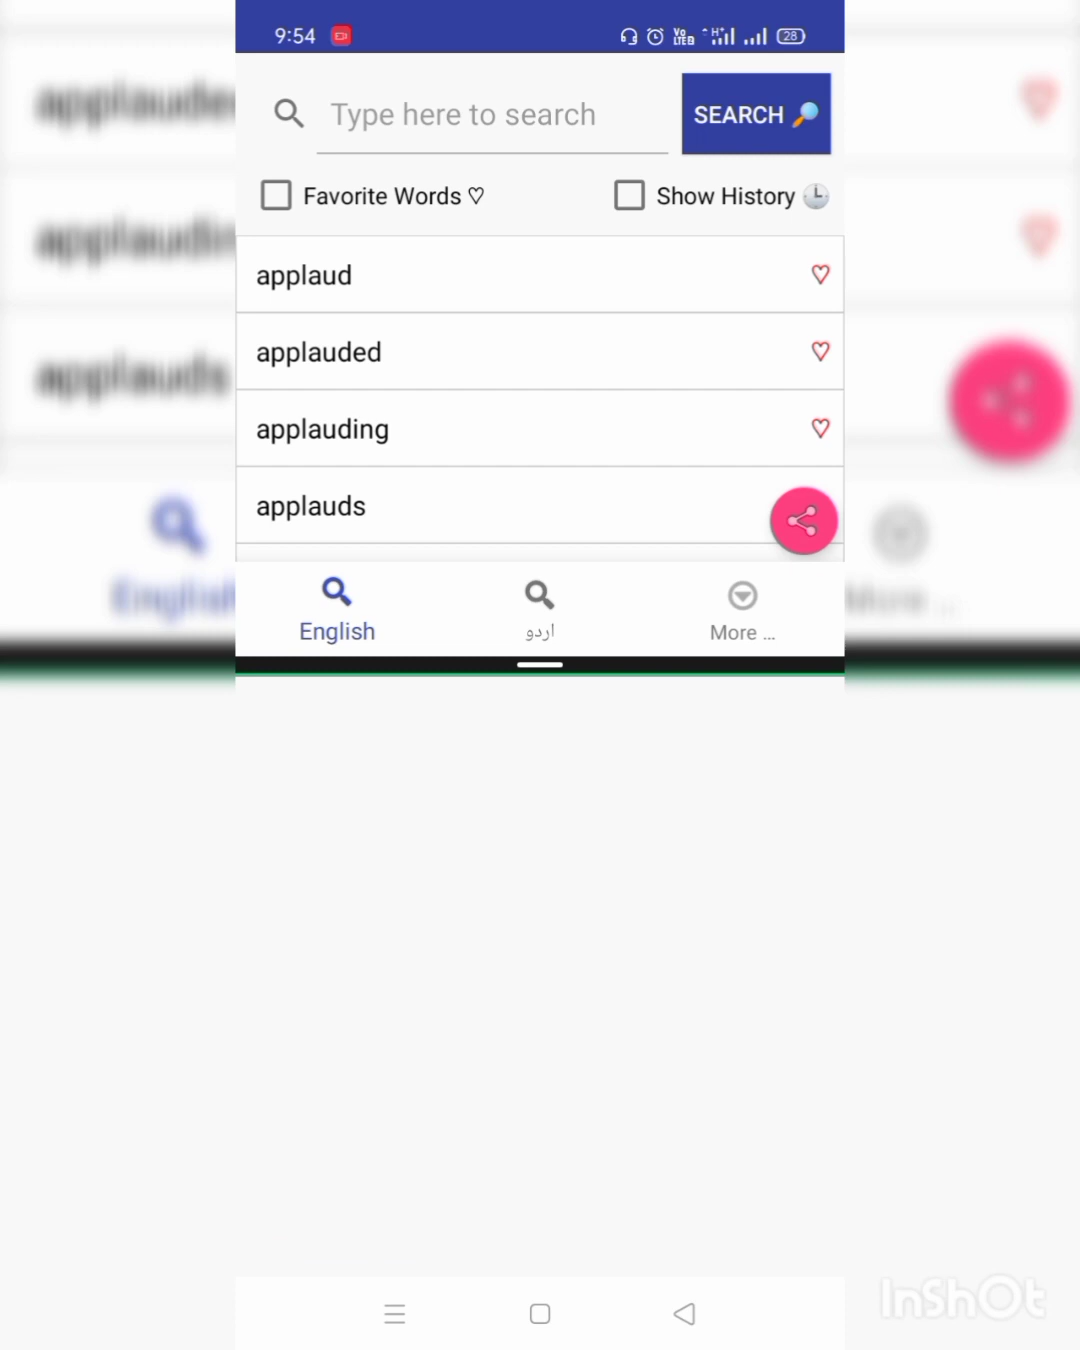 9:54 28
Type here to search SEARCH
Favorite Words Show History
applaud
applauded
applauding
applauds
English اردو More ...
InShOt